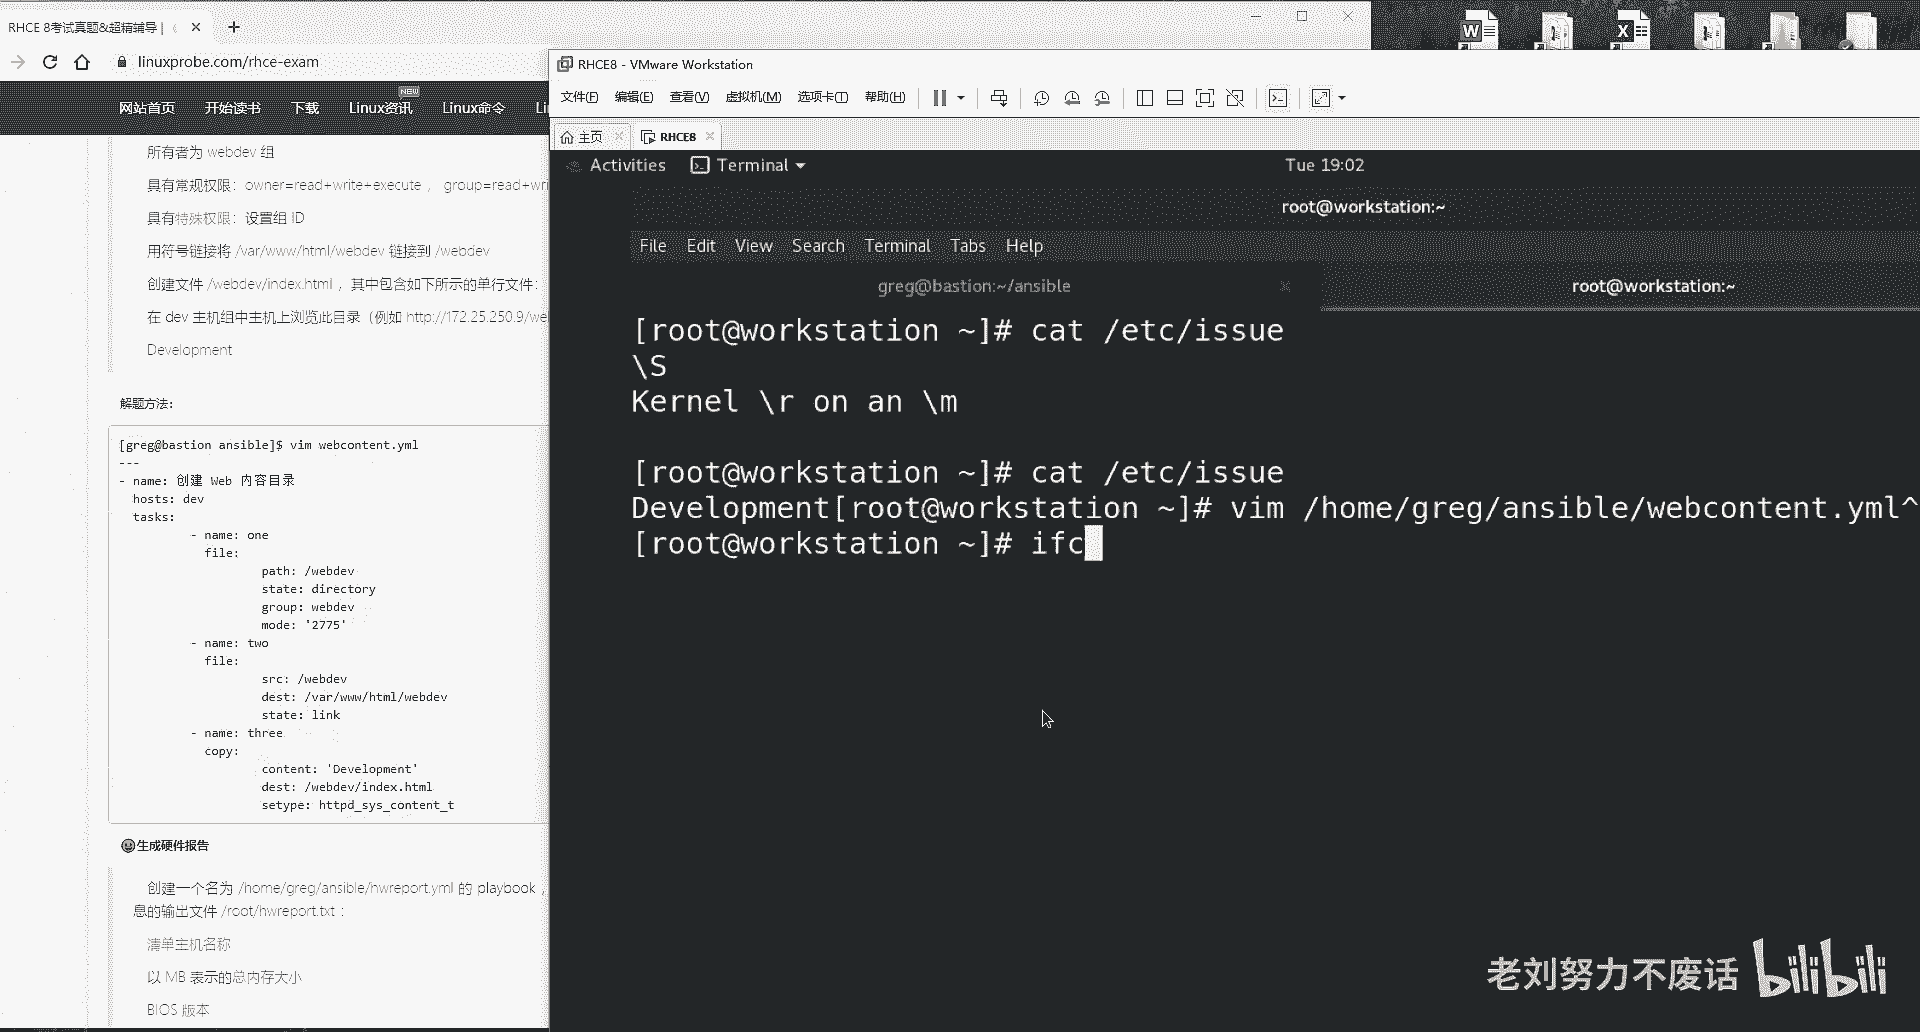 RHCE 8考试真题&超精辅导 |
linuxprobe.com/rhce-exam
网站首页 开始读书 下载 Linux资讯 NEW Linux命令 Li
所有者为 webdev 组
具有常规权限：owner=read+write+execute ， group=read+wri
具有特殊权限：设置组 ID
用符号链接将 /var/www/html/webdev 链接到 /webdev
创建文件 /webdev/index.html ，其中包含如下所示的单行文件：
在 dev 主机组中主机上浏览此目录（例如 http://172.25.250.9/we
Development
解题方法:
[greg@bastion ansible]$ vim webcontent.yml
---
- name: 创建 Web 内容目录
hosts: dev
tasks:
- name: one
file:
path: /webdev
state: directory
group: webdev
mode: '2775'
- name: two
file:
src: /webdev
dest: /var/www/html/webdev
state: link
- name: three
copy:
content: 'Development'
dest: /webdev/index.html
setype: httpd_sys_content_t
生成硬件报告
创建一个名为 /home/greg/ansible/hwreport.yml 的 playbook ，
息的输出文件 /root/hwreport.txt ：
清单主机名称
以 MB 表示的总内存大小
BIOS 版本
RHCE8 - VMware Workstation
文件(F) 编辑(E) 查看(V) 虚拟机(M) 选项卡(T) 帮助(H)
主页 RHCE8
Activities Terminal Tue 19:02
root@workstation:~
File Edit View Search Terminal Tabs Help
greg@bastion:~/ansible root@workstation:~
[root@workstation ~]# cat /etc/issue
\S
Kernel \r on an \m
[root@workstation ~]# cat /etc/issue
Development[root@workstation ~]# vim /home/greg/ansible/webcontent.yml^
[root@workstation ~]# ifc
老刘努力不废话 bilibili